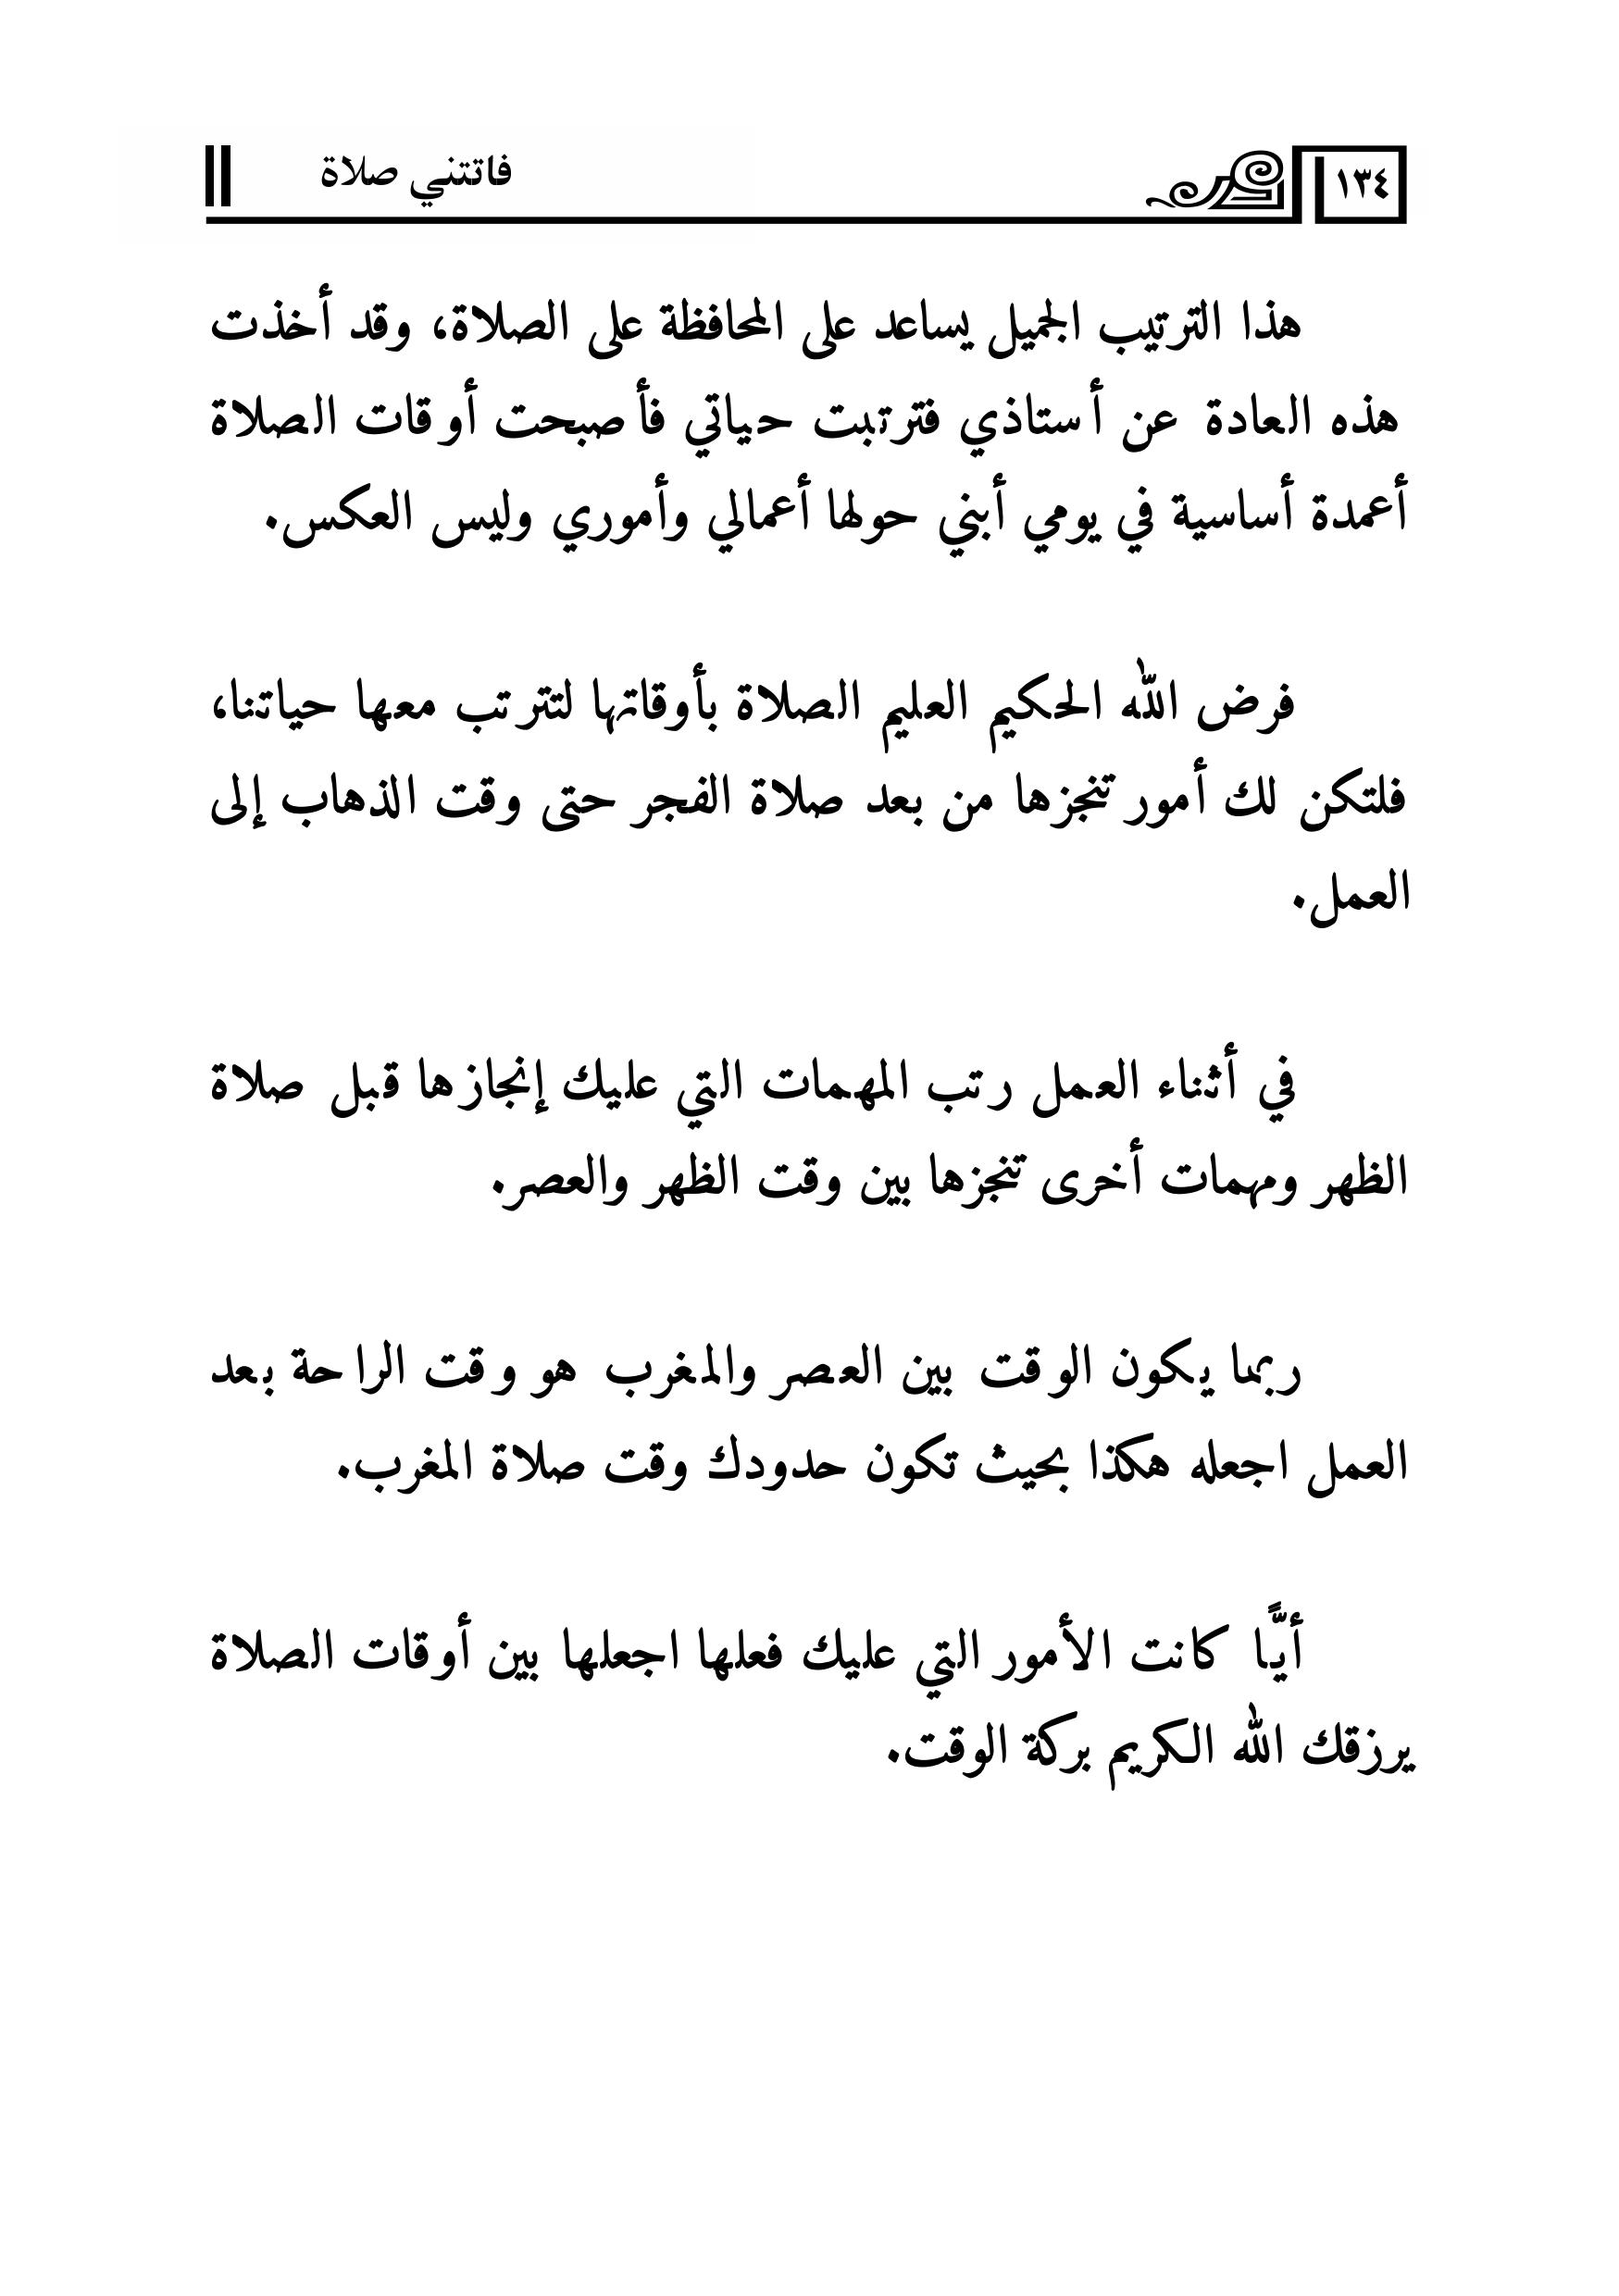 ١٣٤
فاتتني صلاة
هذا الترتيب الجميل يساعد على المحافظة على الصلاة، وقد أخذت
هذه العادة عن أستاذي فترتبت حياتي فأصبحت أوقات الصلاة
أعمدة أساسية في يومي أبني حولها أعمالي وأموري وليس العكس.
فرض الله الحكيم العليم الصلاة بأوقاتها لتترتب معها حياتنا،
فلتكن لك أمور تنجزها من بعد صلاة الفجر حتى وقت الذهاب إلى
العمل.
في أثناء العمل رتب المهمات التي عليك إنجازها قبل صلاة
الظهر ومهمات أخرى تنجزها بين وقت الظهر والعصر.
ربما يكون الوقت بين العصر والمغرب هو وقت الراحة بعد
العمل اجعله هكذا بحيث تكون حدودك وقت صلاة المغرب.
أيًّا كانت الأمور التي عليك فعلها اجعلها بين أوقات الصلاة
يرزقك الله الكريم بركة الوقت.